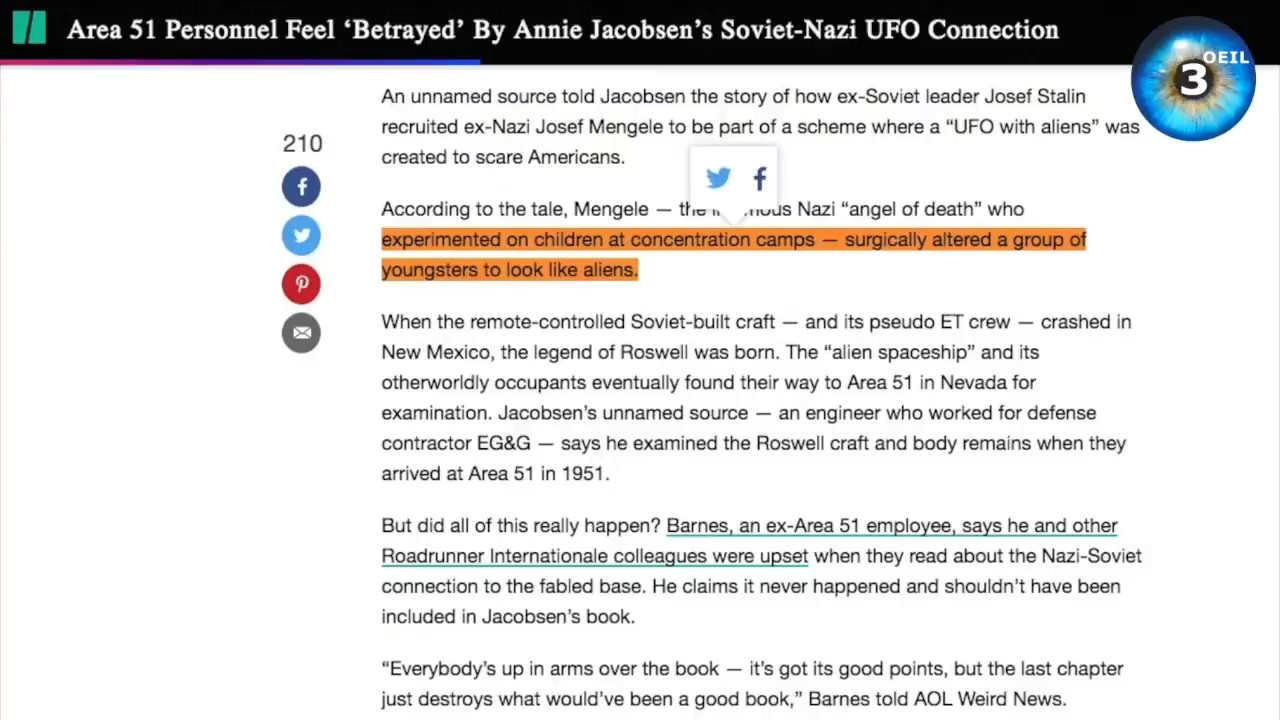 Area 51 Personnel Feel ‘Betrayed’ By Annie Jacobsen’s Soviet-Nazi UFO Connection
OEIL
3
An unnamed source told Jacobsen the story of how ex-Soviet leader Josef Stalin
recruited ex-Nazi Josef Mengele to be part of a scheme where a “UFO with aliens” was
created to scare Americans.
210
According to the tale, Mengele — the Nazi “angel of death” who
experimented on children at concentration camps — surgically altered a group of
youngsters to look like aliens.
When the remote-controlled Soviet-built craft — and its pseudo ET crew — crashed in
New Mexico, the legend of Roswell was born. The “alien spaceship” and its
otherworldly occupants eventually found their way to Area 51 in Nevada for
examination. Jacobsen’s unnamed source — an engineer who worked for defense
contractor EG&G — says he examined the Roswell craft and body remains when they
arrived at Area 51 in 1951.
But did all of this really happen? Barnes, an ex-Area 51 employee, says he and other
Roadrunner Internationale colleagues were upset when they read about the Nazi-Soviet
connection to the fabled base. He claims it never happened and shouldn’t have been
included in Jacobsen’s book.
“Everybody’s up in arms over the book — it’s got its good points, but the last chapter
just destroys what would’ve been a good book,” Barnes told AOL Weird News.